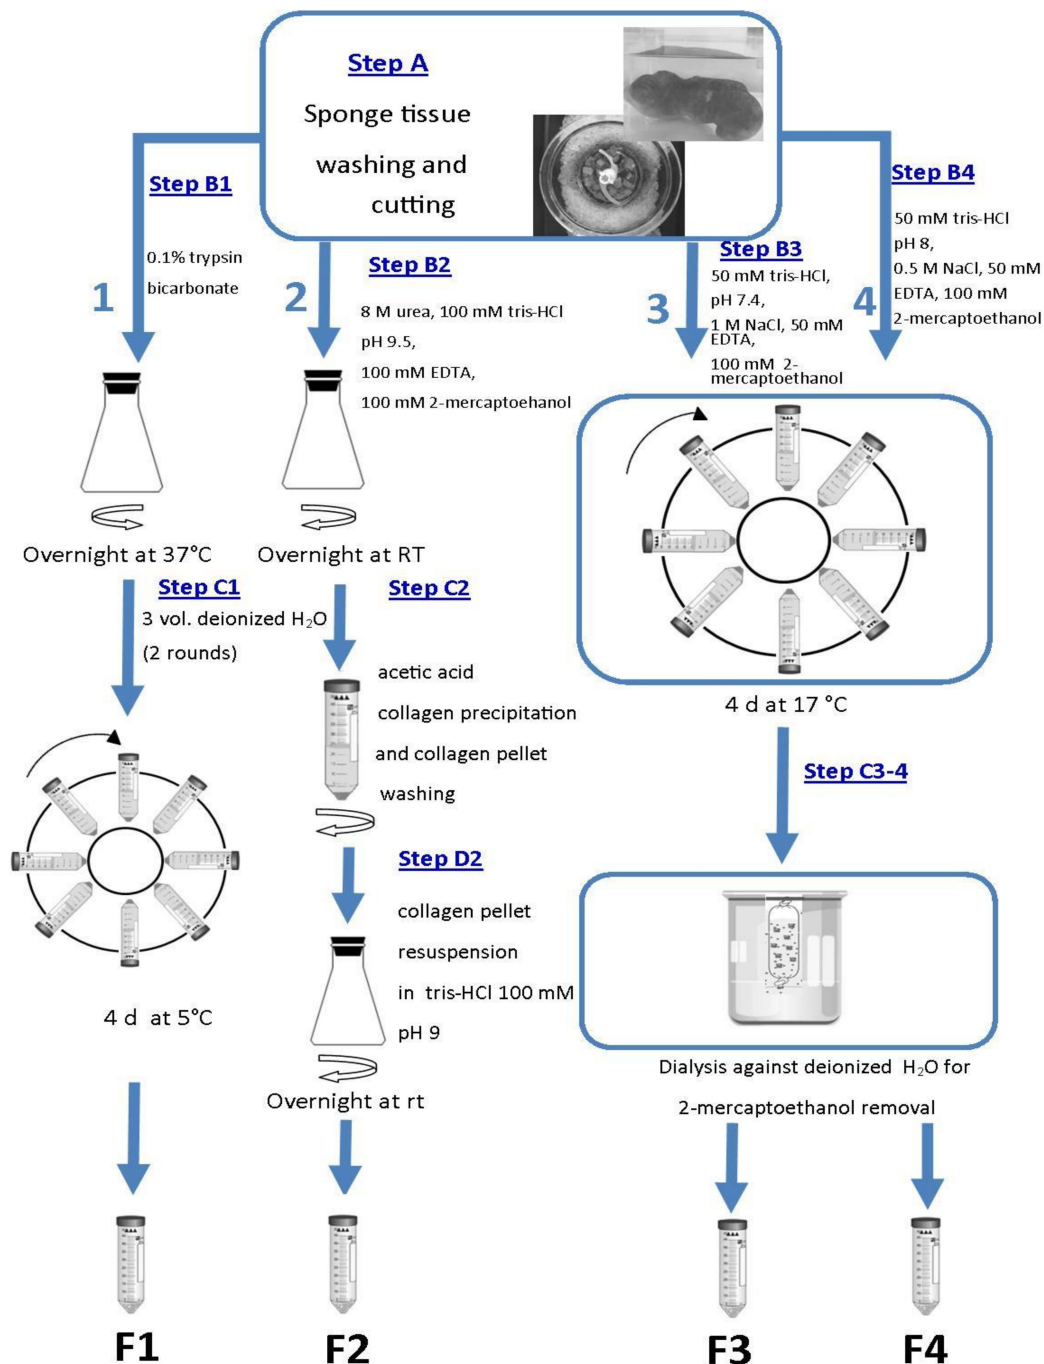 Step A
Sponge tissue
washing and
cutting
Step B1
0.1% trypsin
bicarbonate
1
Step B2
8 M urea, 100 mM tris-HCl
pH 9.5,
100 mM EDTA,
100 mM 2-mercaptoehanol
2
Step B3
50 mM tris-HCl,
pH 7.4,
1 M NaCl, 50 mM
EDTA,
100 mM 2-
mercaptoethanol
3
Step B4
50 mM tris-HCl
pH 8,
0.5 M NaCl, 50 mM
EDTA, 100 mM
2-mercaptoethanol
4
Overnight at 37°C
Step C1
3 vol. deionized H₂O
(2 rounds)
4 d at 5°C
F1
Overnight at RT
Step C2
acetic acid
collagen precipitation
and collagen pellet
washing
Step D2
collagen pellet
resuspension
in tris-HCl 100 mM
pH 9
Overnight at rt
F2
4 d at 17 °C
Step C3-4
Dialysis against deionized H₂O for
2-mercaptoethanol removal
F3
F4